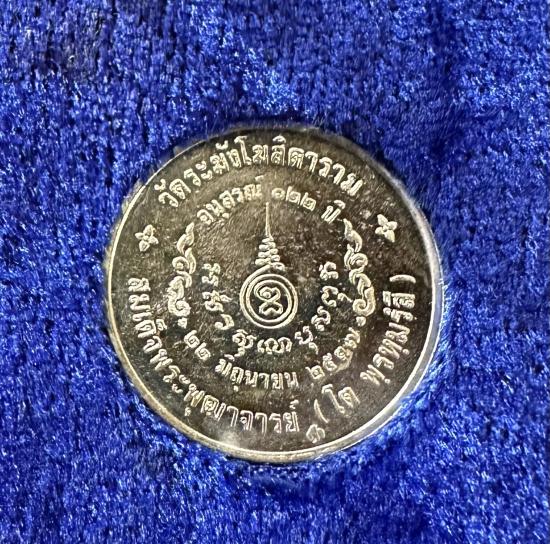 วัดระฆังโฆสิตาราม
อนุสรณ์ ๑๒๒ ปี
๒๒ มิถุนายน ๒๕๓๗
สมเด็จพระพุฒาจารย์ (โต พฺรหฺมรํสี)